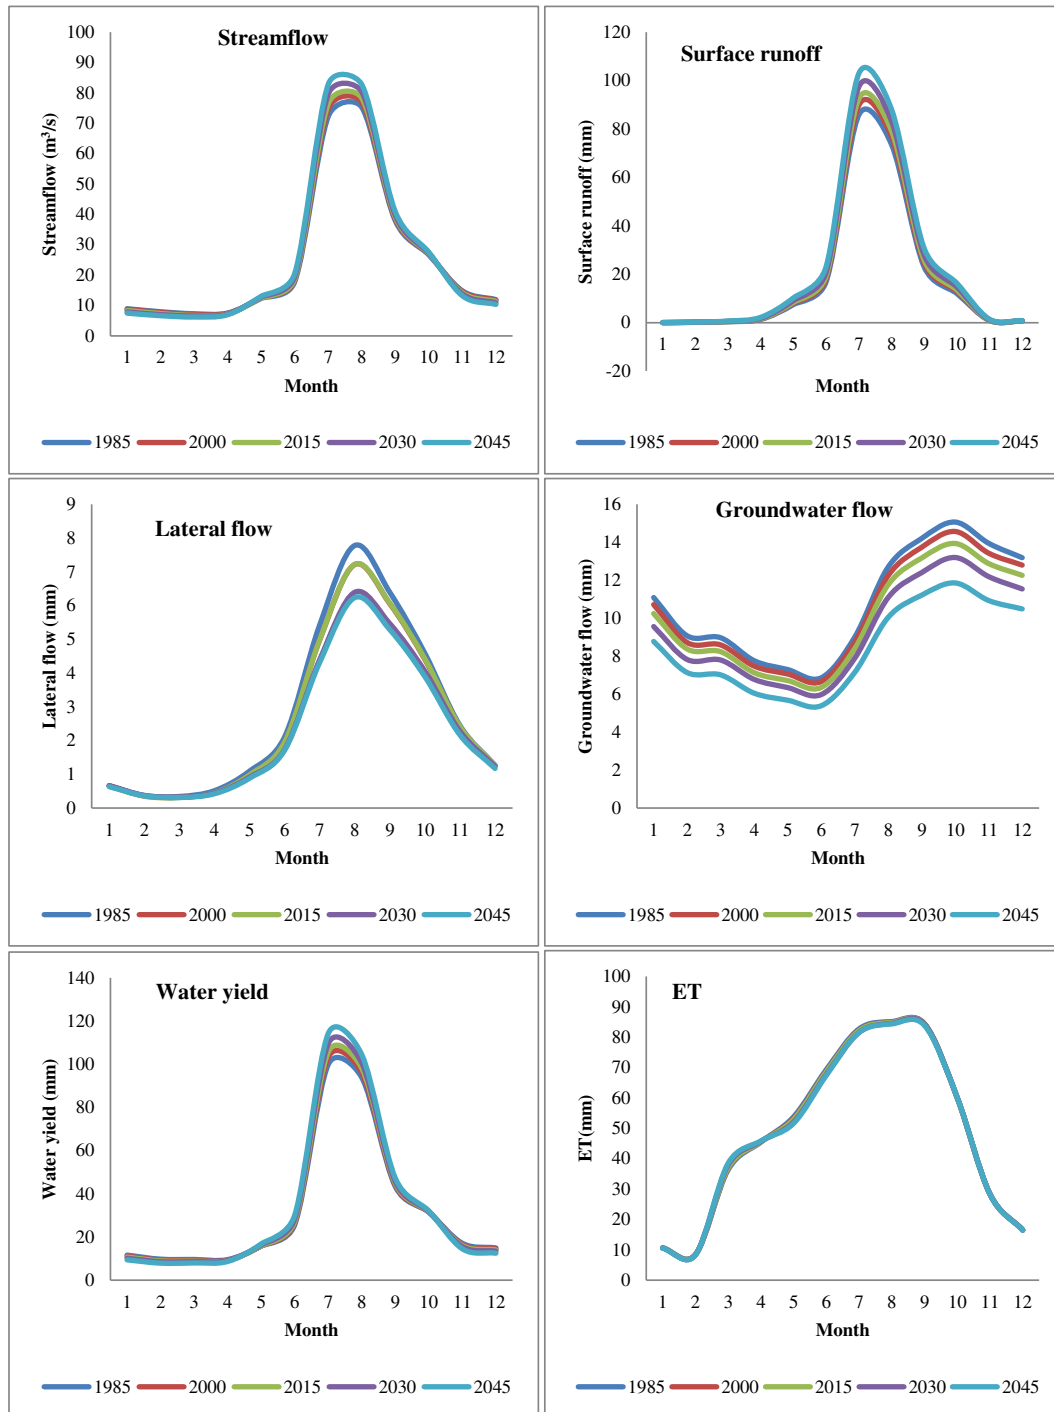 Streamflow
Streamflow (m³/s)
100
90
80
70
60
50
40
30
20
10
0
1 2 3 4 5 6 7 8 9 10 11 12
Month
1985 2000 2015 2030 2045
Surface runoff
Surface runoff (mm)
120
100
80
60
40
20
0
-20
1 2 3 4 5 6 7 8 9 10 11 12
Month
1985 2000 2015 2030 2045
Lateral flow
Lateral flow (mm)
9
8
7
6
5
4
3
2
1
0
1 2 3 4 5 6 7 8 9 10 11 12
Month
1985 2000 2015 2030 2045
Groundwater flow
Groundwater flow (mm)
16
14
12
10
8
6
4
2
0
1 2 3 4 5 6 7 8 9 10 11 12
Month
1985 2000 2015 2030 2045
Water yield
Water yield (mm)
140
120
100
80
60
40
20
0
1 2 3 4 5 6 7 8 9 10 11 12
Month
1985 2000 2015 2030 2045
ET
ET(mm)
100
90
80
70
60
50
40
30
20
10
0
1 2 3 4 5 6 7 8 9 10 11 12
Month
1985 2000 2015 2030 2045